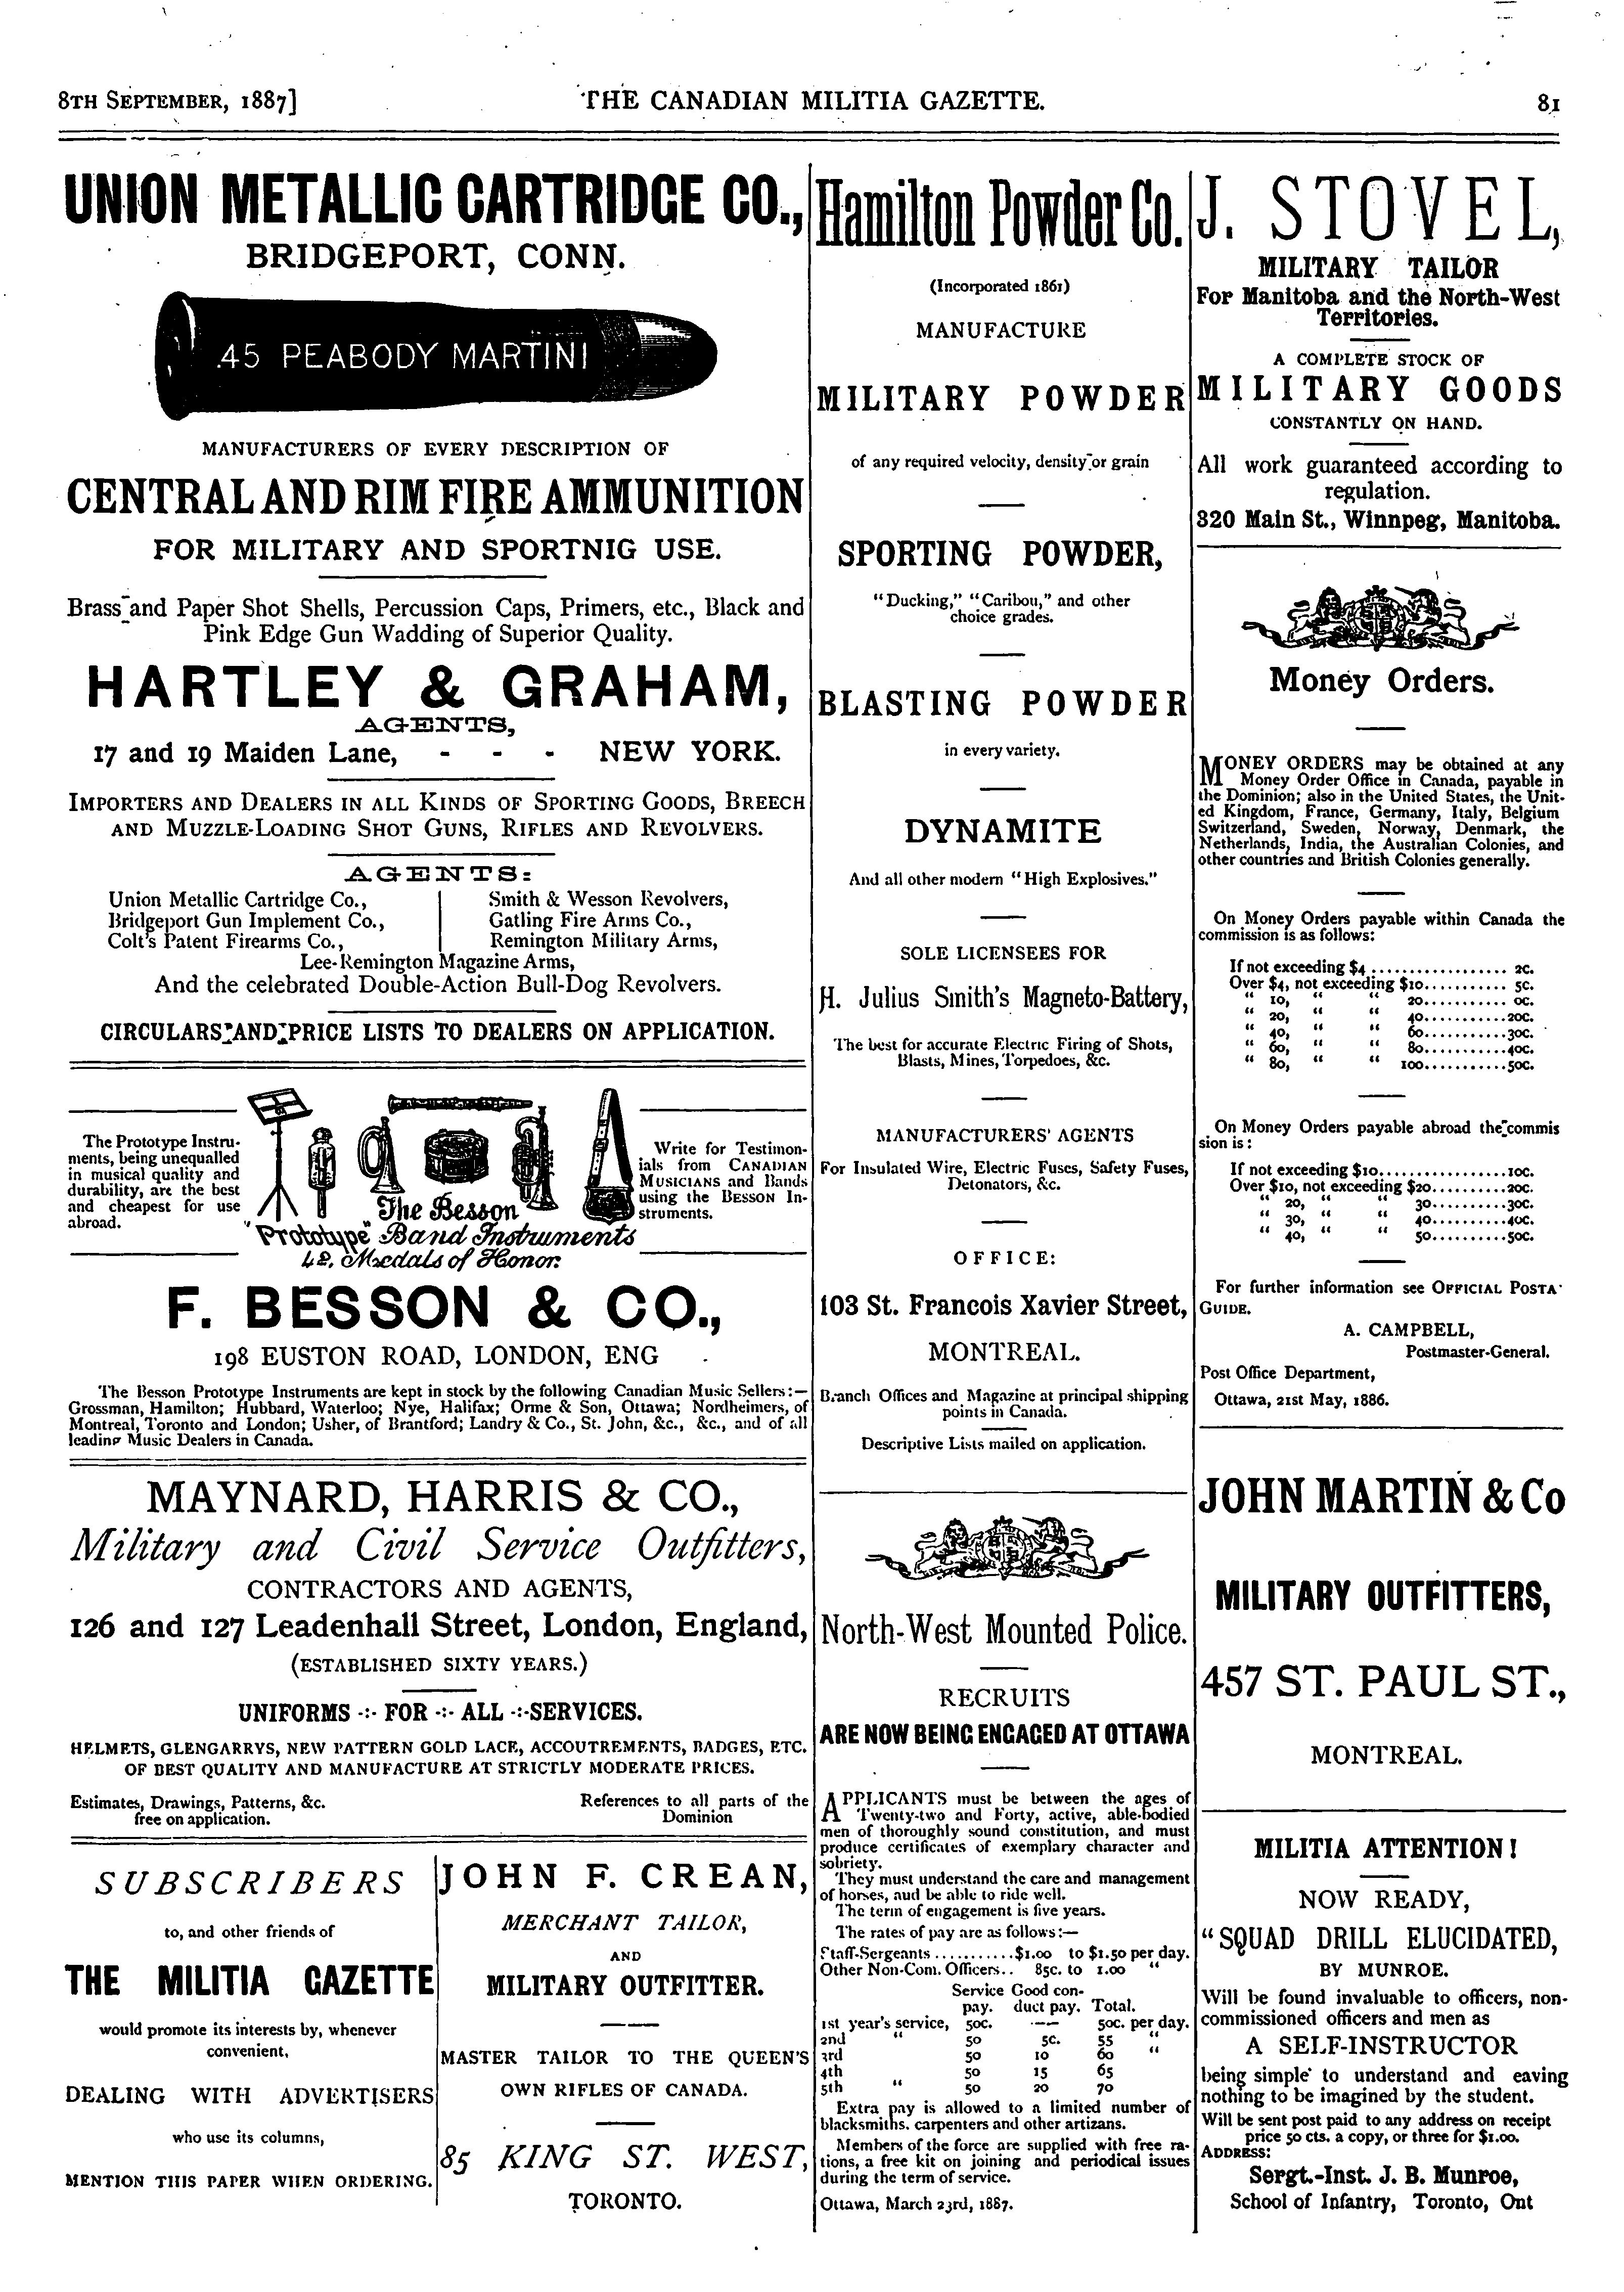 8TH SEPTEMBER, 1887]
THE CANADIAN MILITIA GAZETTE.
81
UNION METALLIC CARTRIDGE CO.,
BRIDGEPORT, CONN.
.45 PEABODY MARTINI
MANUFACTURERS OF EVERY DESCRIPTION OF
CENTRAL AND RIM FIRE AMMUNITION
FOR MILITARY AND SPORTNIG USE.
Brass and Paper Shot Shells, Percussion Caps, Primers, etc., Black and
Pink Edge Gun Wadding of Superior Quality.
HARTLEY & GRAHAM,
AGENTS,
17 and 19 Maiden Lane, - - - NEW YORK.
IMPORTERS AND DEALERS IN ALL KINDS OF SPORTING GOODS, BREECH
AND MUZZLE-LOADING SHOT GUNS, RIFLES AND REVOLVERS.
AGENTS:
Union Metallic Cartridge Co.,
Bridgeport Gun Implement Co.,
Colt's Patent Firearms Co.,
Smith & Wesson Revolvers,
Gatling Fire Arms Co.,
Remington Military Arms,
Lee-Remington Magazine Arms,
And the celebrated Double-Action Bull-Dog Revolvers.
CIRCULARS AND PRICE LISTS TO DEALERS ON APPLICATION.
The Prototype Instru-
ments, being unequalled
in musical quality and
durability, are the best
and cheapest for use
abroad.
The Besson
"Prototype" Band Instruments
42, Medals of Honor.
Write for Testimon-
ials from CANADIAN
MUSICIANS and Bands
using the BESSON In-
struments.
F. BESSON & CO.,
198 EUSTON ROAD, LONDON, ENG
The Besson Prototype Instruments are kept in stock by the following Canadian Music Sellers:—
Grossman, Hamilton; Hubbard, Waterloo; Nye, Halifax; Orme & Son, Ottawa; Nordheimers, of
Montreal, Toronto and London; Usher, of Brantford; Landry & Co., St. John, &c., &c., and of all
leading Music Dealers in Canada.
MAYNARD, HARRIS & CO.,
Military and Civil Service Outfitters,
CONTRACTORS AND AGENTS,
126 and 127 Leadenhall Street, London, England,
(ESTABLISHED SIXTY YEARS.)
UNIFORMS -:- FOR -:- ALL -:-SERVICES.
HELMETS, GLENGARRYS, NEW PATTERN GOLD LACE, ACCOUTREMENTS, BADGES, ETC.
OF BEST QUALITY AND MANUFACTURE AT STRICTLY MODERATE PRICES.
Estimates, Drawings, Patterns, &c.
free on application.
References to all parts of the
Dominion
SUBSCRIBERS
to, and other friends of
THE MILITIA GAZETTE
would promote its interests by, whenever
convenient,
DEALING WITH ADVERTISERS
who use its columns,
MENTION THIS PAPER WHEN ORDERING.
JOHN F. CREAN,
MERCHANT TAILOR,
AND
MILITARY OUTFITTER.
MASTER TAILOR TO THE QUEEN'S
OWN RIFLES OF CANADA.
85 KING ST. WEST,
TORONTO.
Hamilton Powder Co.
(Incorporated 1861)
MANUFACTURE
MILITARY POWDER
of any required velocity, density or grain
SPORTING POWDER,
"Ducking," "Caribou," and other
choice grades.
BLASTING POWDER
in every variety.
DYNAMITE
And all other modern "High Explosives."
SOLE LICENSEES FOR
H. Julius Smith's Magneto-Battery,
The best for accurate Electric Firing of Shots,
Blasts, Mines, Torpedoes, &c.
MANUFACTURERS' AGENTS
For Insulated Wire, Electric Fuses, Safety Fuses,
Detonators, &c.
OFFICE:
103 St. Francois Xavier Street,
MONTREAL.
Branch Offices and Magazine at principal shipping
points in Canada.
Descriptive Lists mailed on application.
North-West Mounted Police.
RECRUITS
ARE NOW BEING ENGAGED AT OTTAWA
APPLICANTS must be between the ages of
Twenty-two and Forty, active, able-bodied
men of thoroughly sound constitution, and must
produce certificates of exemplary character and
sobriety.
They must understand the care and management
of horses, aud be able to ride well.
The term of engagement is five years.
The rates of pay are as follows:—
Staff-Sergeants ...........$1.00 to $1.50 per day.
Other Non-Com. Officers.. 85c. to 1.00 "
Service Good con-
pay. duct pay. Total.
1st year's service, 50c. -— 50c. per day.
2nd " 50 5c. 55 "
3rd 50 10 60 "
4th 50 15 65
5th " 50 20 70
Extra pay is allowed to a limited number of
blacksmiths, carpenters and other artizans.
Members of the force are supplied with free ra-
tions, a free kit on joining and periodical issues
during the term of service.
Ottawa, March 23rd, 1887.
J. STOVEL,
MILITARY TAILOR
For Manitoba and the North-West
Territories.
A COMPLETE STOCK OF
MILITARY GOODS
CONSTANTLY ON HAND.
All work guaranteed according to
regulation.
320 Main St., Winnpeg, Manitoba.
Money Orders.
MONEY ORDERS may be obtained at any
Money Order Office in Canada, payable in
the Dominion; also in the United States, the Unit-
ed Kingdom, France, Germany, Italy, Belgium
Switzerland, Sweden, Norway, Denmark, the
Netherlands, India, the Australian Colonies, and
other countries and British Colonies generally.
On Money Orders payable within Canada the
commission is as follows:
If not exceeding $4.................. 2c.
Over $4, not exceeding $10........... 5c.
" 10, " " 20........... 0c.
" 20, " " 40...........20c.
" 40, " " 60...........30c.
" 60, " " 80...........40c.
" 80, " " 100...........50c.
On Money Orders payable abroad the commis
sion is:
If not exceeding $10.................10c.
Over $10, not exceeding $20..........20c.
" 20, " " 30..........30c.
" 30, " " 40..........40c.
" 40, " " 50..........50c.
For further information see OFFICIAL POSTA
GUIDE.
A. CAMPBELL,
Postmaster-General.
Post Office Department,
Ottawa, 21st May, 1886.
JOHN MARTIN & Co
MILITARY OUTFITTERS,
457 ST. PAUL ST.,
MONTREAL.
MILITIA ATTENTION!
NOW READY,
"SQUAD DRILL ELUCIDATED,
BY MUNROE.
Will be found invaluable to officers, non-
commissioned officers and men as
A SELF-INSTRUCTOR
being simple to understand and eaving
nothing to be imagined by the student.
Will be sent post paid to any address on receipt
price 50 cts. a copy, or three for $1.00.
ADDRESS:
Sergt.-Inst. J. B. Munroe,
School of Infantry, Toronto, Ont